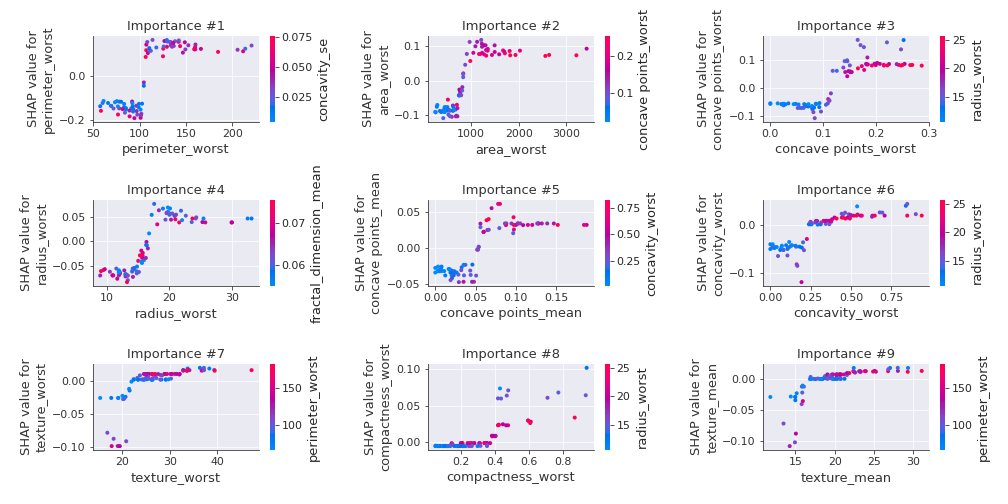 Importance #1
SHAP value for
perimeter_worst
0.0
−0.2
50
100
150
200
perimeter_worst
0.075
0.050
0.025
concavity_se
Importance #2
SHAP value for
area_worst
0.1
0.0
−0.1
1000
2000
3000
area_worst
0.2
0.1
concave points_worst
Importance #3
SHAP value for
concave points_worst
0.1
0.0
−0.1
0.0
0.1
0.2
0.3
concave points_worst
25
20
15
radius_worst
Importance #4
SHAP value for
radius_worst
0.05
0.00
−0.05
10
20
30
radius_worst
0.07
0.06
fractal_dimension_mean
Importance #5
SHAP value for
concave points_mean
0.05
0.00
−0.05
0.00
0.05
0.10
0.15
concave points_mean
0.75
0.50
0.25
concavity_worst
Importance #6
SHAP value for
concavity_worst
0.0
−0.1
0.00
0.25
0.50
0.75
concavity_worst
25
20
15
radius_worst
Importance #7
SHAP value for
texture_worst
0.00
−0.05
−0.10
20
30
40
texture_worst
150
100
perimeter_worst
Importance #8
SHAP value for
compactness_worst
0.10
0.05
0.00
0.2
0.4
0.6
0.8
compactness_worst
25
20
15
radius_worst
Importance #9
SHAP value for
texture_mean
0.00
−0.05
−0.10
15
20
25
30
texture_mean
150
100
perimeter_worst